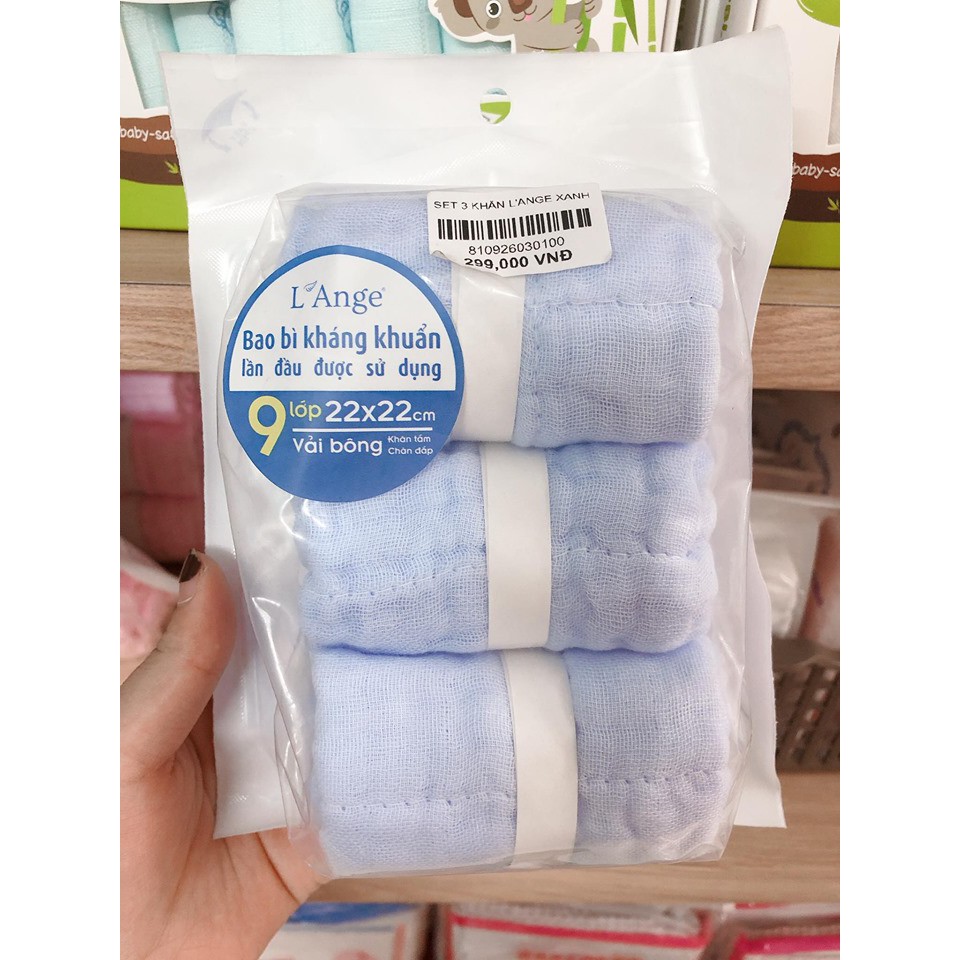 baby-sa
baby-sa
SET 3 KHĂN L'ANGE XANH
810926030100
299,000 VNĐ
L'Ange®
Bao bì kháng khuẩn
lần đầu được sử dụng
9 lớp 22x22cm
Vải bông
Khăn tắm
Chăn đắp